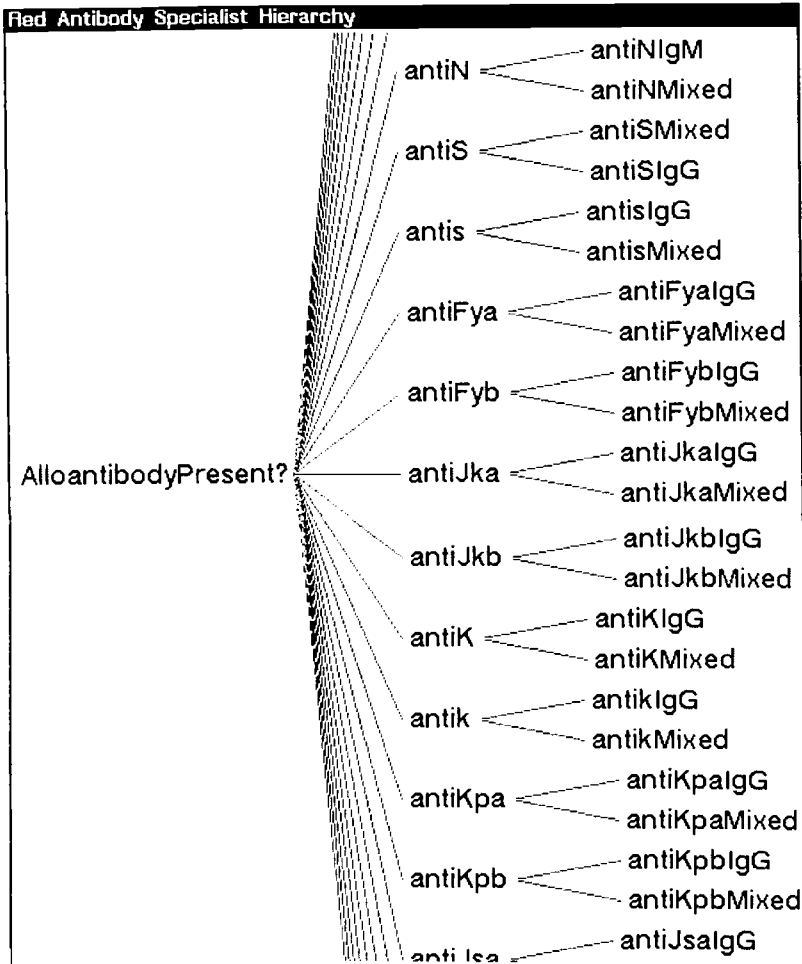 Red Antibody Specialist Hierarchy
antiNIgM
antiN
antiNMixed
antiSMixed
antiS
antiSIgG
antisIgG
antis
antisMixed
antiFyaIgG
antiFya
antiFyaMixed
antiFybIgG
antiFyb
antiFybMixed
antiJkaIgG
AlloantibodyPresent?
antiJka
antiJkaMixed
antiJkbIgG
antiJkb
antiJkbMixed
antiKIgG
antiK
antiKMixed
antikIgG
antik
antikMixed
antiKpaIgG
antiKpa
antiKpaMixed
antiKpbIgG
antiKpb
antiKpbMixed
antiJsaIgG
antiJsa